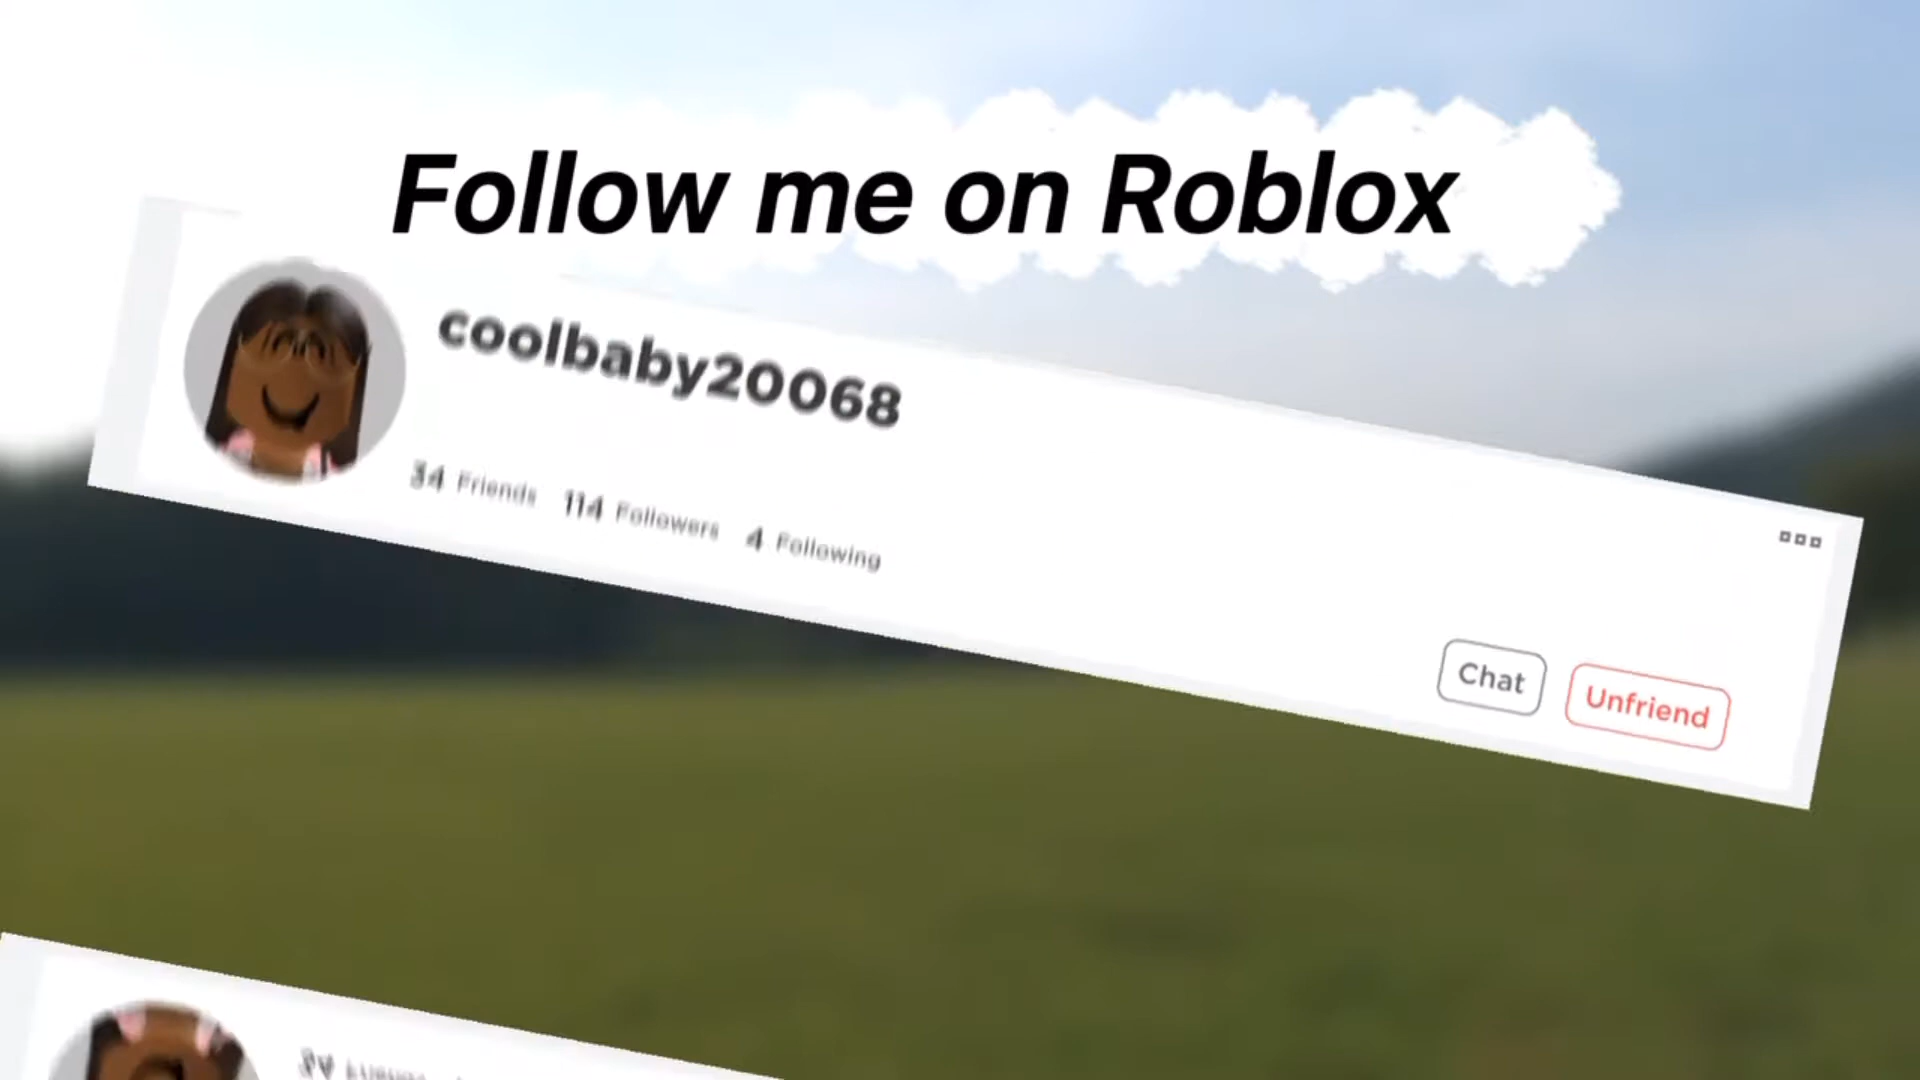 Follow me on Roblox
coolbaby20068
34 Friends 114 Followers 4 Following
Chat Unfriend